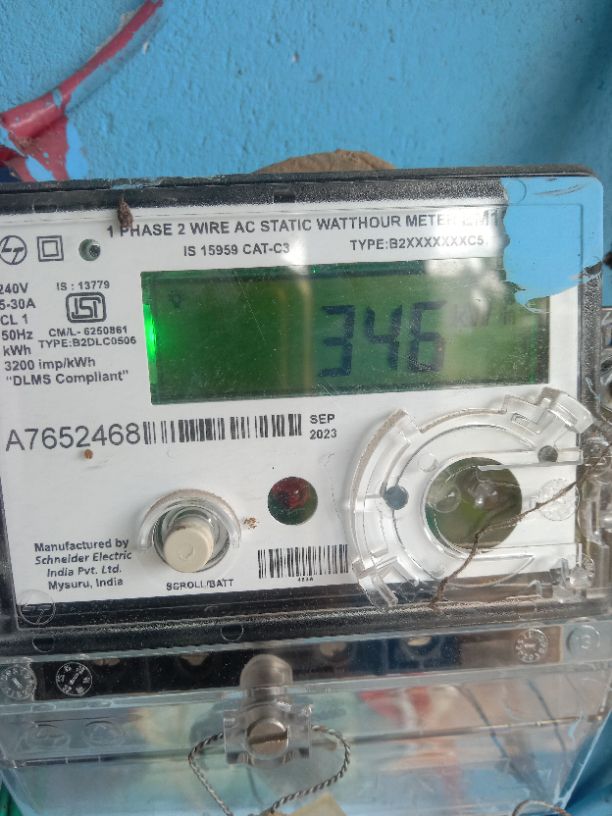 1 PHASE 2 WIRE AC STATIC WATTHOUR METER
IS 15959 CAT-C3 TYPE:B2XXXXXXXC5
240V
5-30A
CL 1
50Hz
kWh
IS : 13779
ISI
CM/L- 6250861
TYPE:B2DLC0506
3200 imp/kWh
"DLMS Compliant"
346
A7652468
SEP
2023
Manufactured by
Schneider Electric
India Pvt. Ltd.
Mysuru, India
SCROLL/BATT